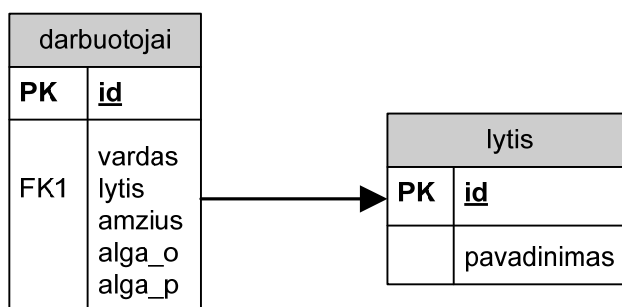 darbuotojai
PK id
vardas
FK1 lytis
amzius
alga_o
alga_p
lytis
PK id
pavadinimas